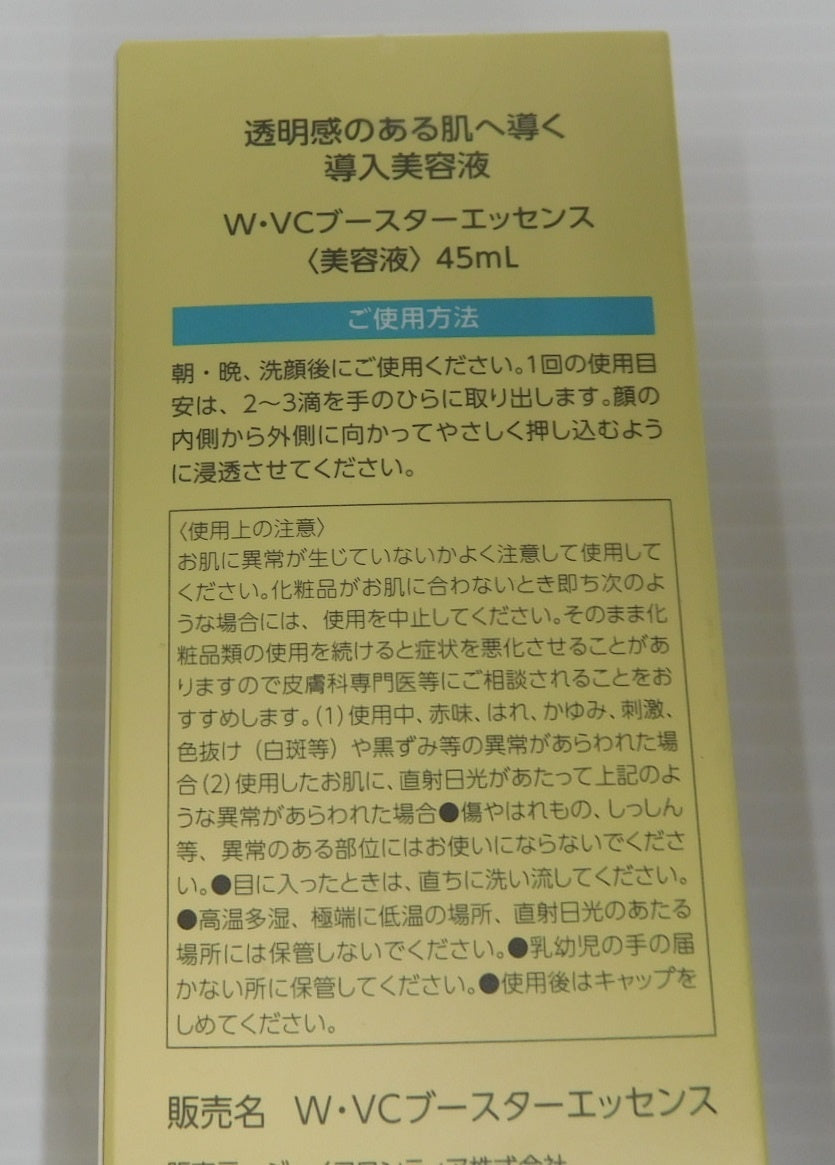 透明感のある肌へ導く
導入美容液
W・VCブースターエッセンス
〈美容液〉45mL
ご使用方法
朝・晩、洗顔後にご使用ください。1回の使用目
安は、2〜3滴を手のひらに取り出します。顔の
内側から外側に向かってやさしく押し込むよう
に浸透させてください。
〈使用上の注意〉
お肌に異常が生じていないかよく注意して使用して
ください。化粧品がお肌に合わないとき即ち次のよ
うな場合には、使用を中止してください。そのまま化
粧品類の使用を続けると症状を悪化させることがあ
りますので皮膚科専門医等にご相談されることをお
すすめします。(1)使用中、赤味、はれ、かゆみ、刺激、
色抜け（白斑等）や黒ずみ等の異常があらわれた場
合(2)使用したお肌に、直射日光があたって上記のよ
うな異常があらわれた場合●傷やはれもの、しっしん
等、異常のある部位にはお使いにならないでくださ
い。●目に入ったときは、直ちに洗い流してください。
●高温多湿、極端に低温の場所、直射日光のあたる
場所には保管しないでください。●乳幼児の手の届
かない所に保管してください。●使用後はキャップを
しめてください。
販売名 W・VCブースターエッセンス